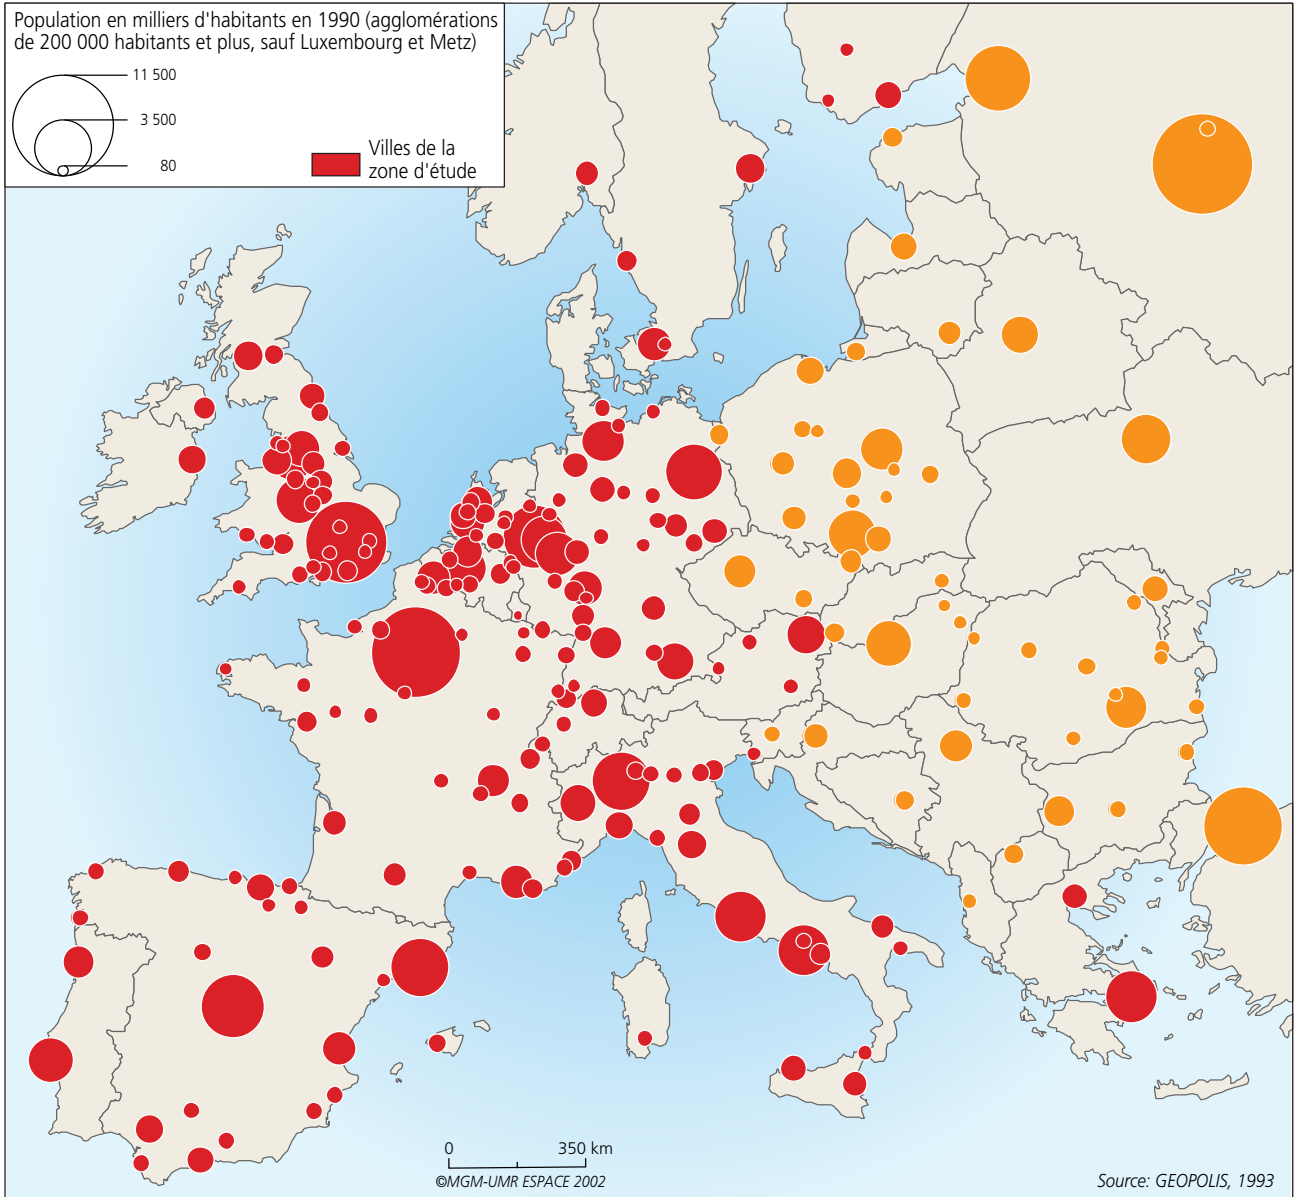 Population en milliers d'habitants en 1990 (agglomérations
de 200 000 habitants et plus, sauf Luxembourg et Metz)
11 500
3 500
80
Villes de la
zone d'étude
0 350 km
©MGM-UMR ESPACE 2002
Source: GEOPOLIS, 1993